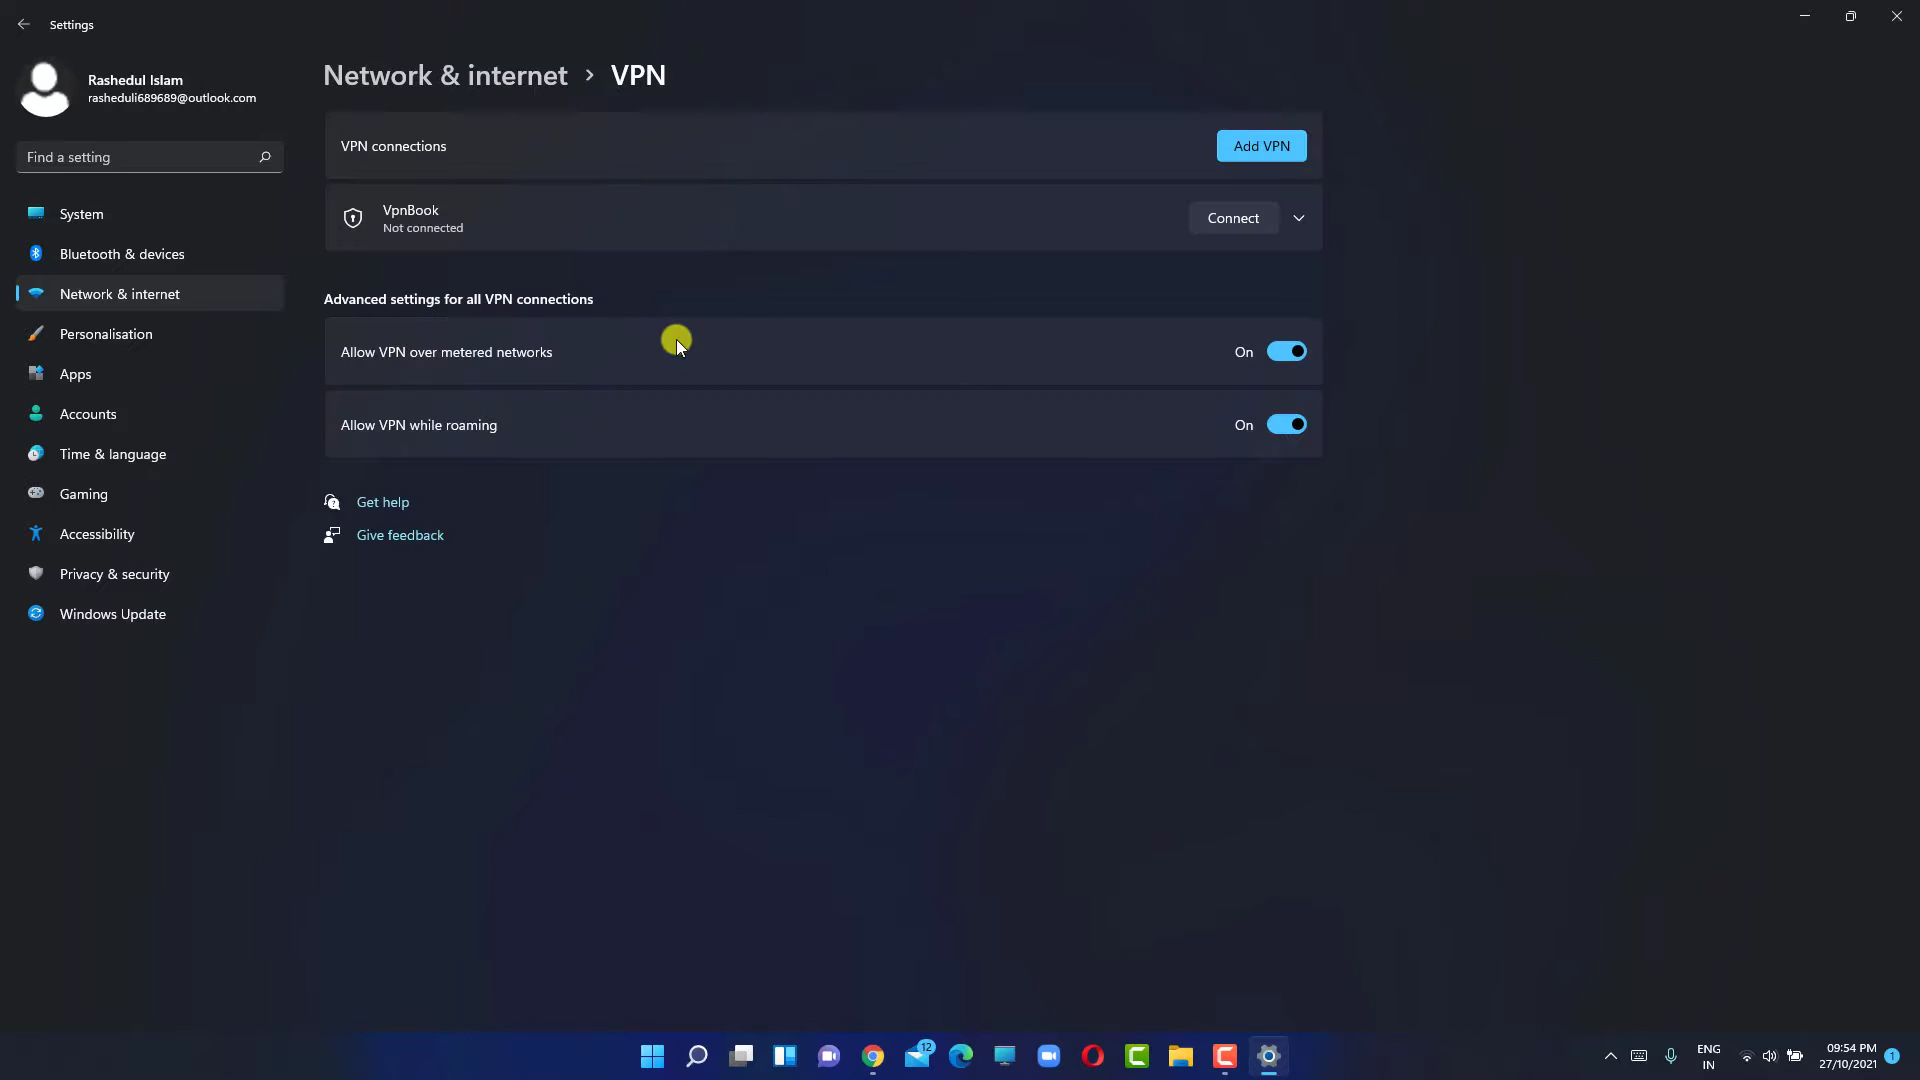 Settings
Rashedul Islam
rasheduli689689@outlook.com
Find a setting
System
Bluetooth & devices
Network & internet
Personalisation
Apps
Accounts
Time & language
Gaming
Accessibility
Privacy & security
Windows Update
Network & internet > VPN
VPN connections
Add VPN
VpnBook
Not connected
Connect
Advanced settings for all VPN connections
Allow VPN over metered networks
On
Allow VPN while roaming
On
Get help
Give feedback
12
ENG
IN
09:54 PM
27/10/2021
1